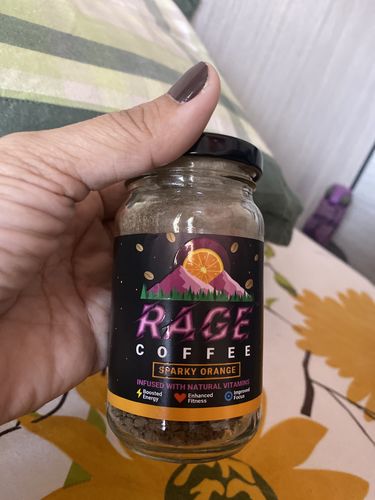 RAGE
COFFEE
SPARKY ORANGE
INFUSED WITH NATURAL VITAMINS
Boosted Energy
Enhanced Fitness
Improved Focus